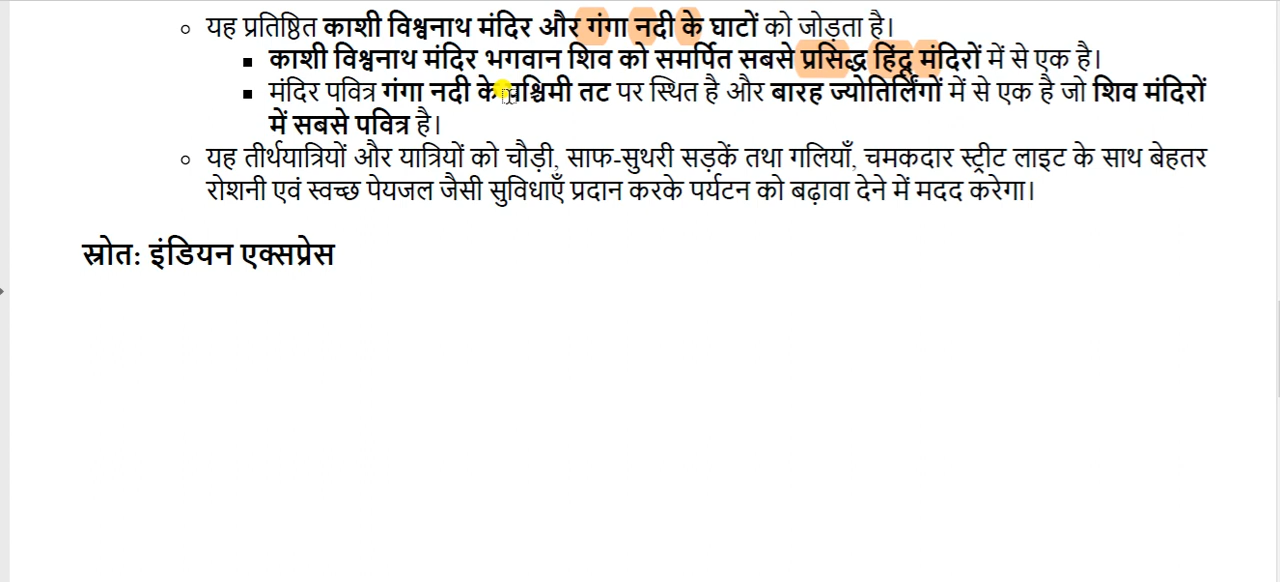 यह प्रतिष्ठित काशी विश्वनाथ मंदिर और गंगा नदी के घाटों को जोड़ता है।
काशी विश्वनाथ मंदिर भगवान शिव को समर्पित सबसे प्रसिद्ध हिंदू मंदिरों में से एक है।
मंदिर पवित्र गंगा नदी के पश्चिमी तट पर स्थित है और बारह ज्योतिर्लिंगों में से एक है जो शिव मंदिरों
में सबसे पवित्र है।
यह तीर्थयात्रियों और यात्रियों को चौड़ी, साफ-सुथरी सड़कें तथा गलियाँ, चमकदार स्ट्रीट लाइट के साथ बेहतर
रोशनी एवं स्वच्छ पेयजल जैसी सुविधाएँ प्रदान करके पर्यटन को बढ़ावा देने में मदद करेगा।
स्रोत: इंडियन एक्सप्रेस